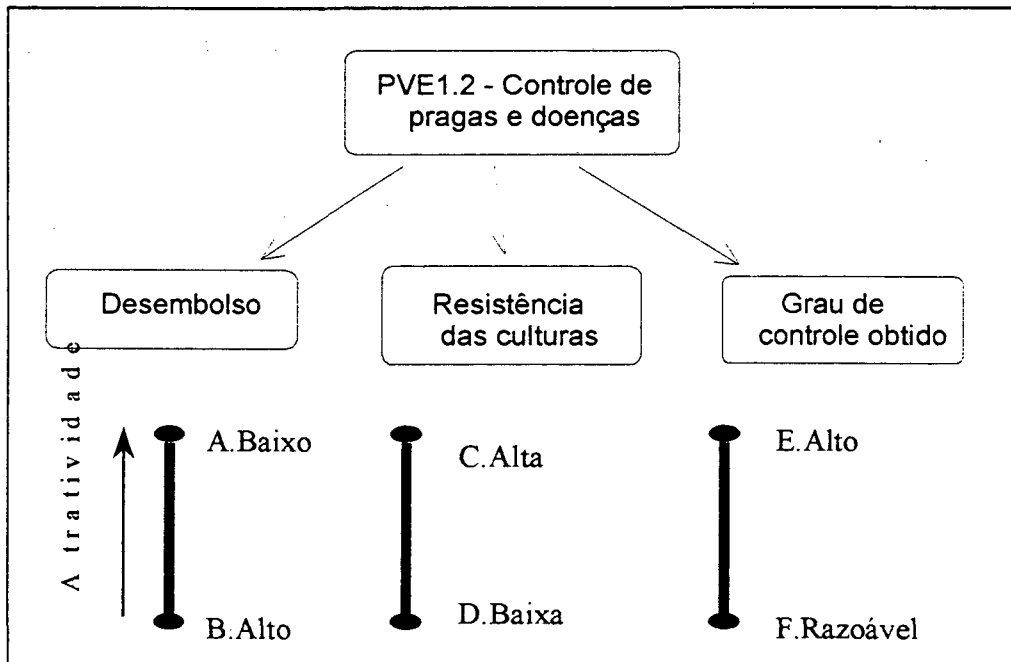 PVE1.2 - Controle de
pragas e doenças
Desembolso
Resistência
das culturas
Grau de
controle obtido
Atratividade
A.Baixo
C.Alta
E.Alto
B.Alto
D.Baixa
F.Razoável